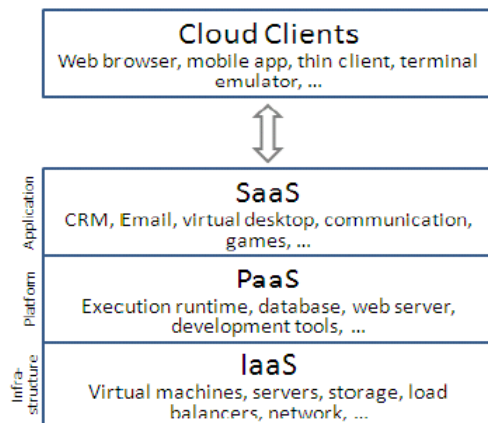 Cloud Clients
Web browser, mobile app, thin client, terminal
emulator, ...
Application
SaaS
CRM, Email, virtual desktop, communication,
games, ...
Platform
PaaS
Execution runtime, database, web server,
development tools, ...
Infra-
structure
IaaS
Virtual machines, servers, storage, load
balancers, network, ...